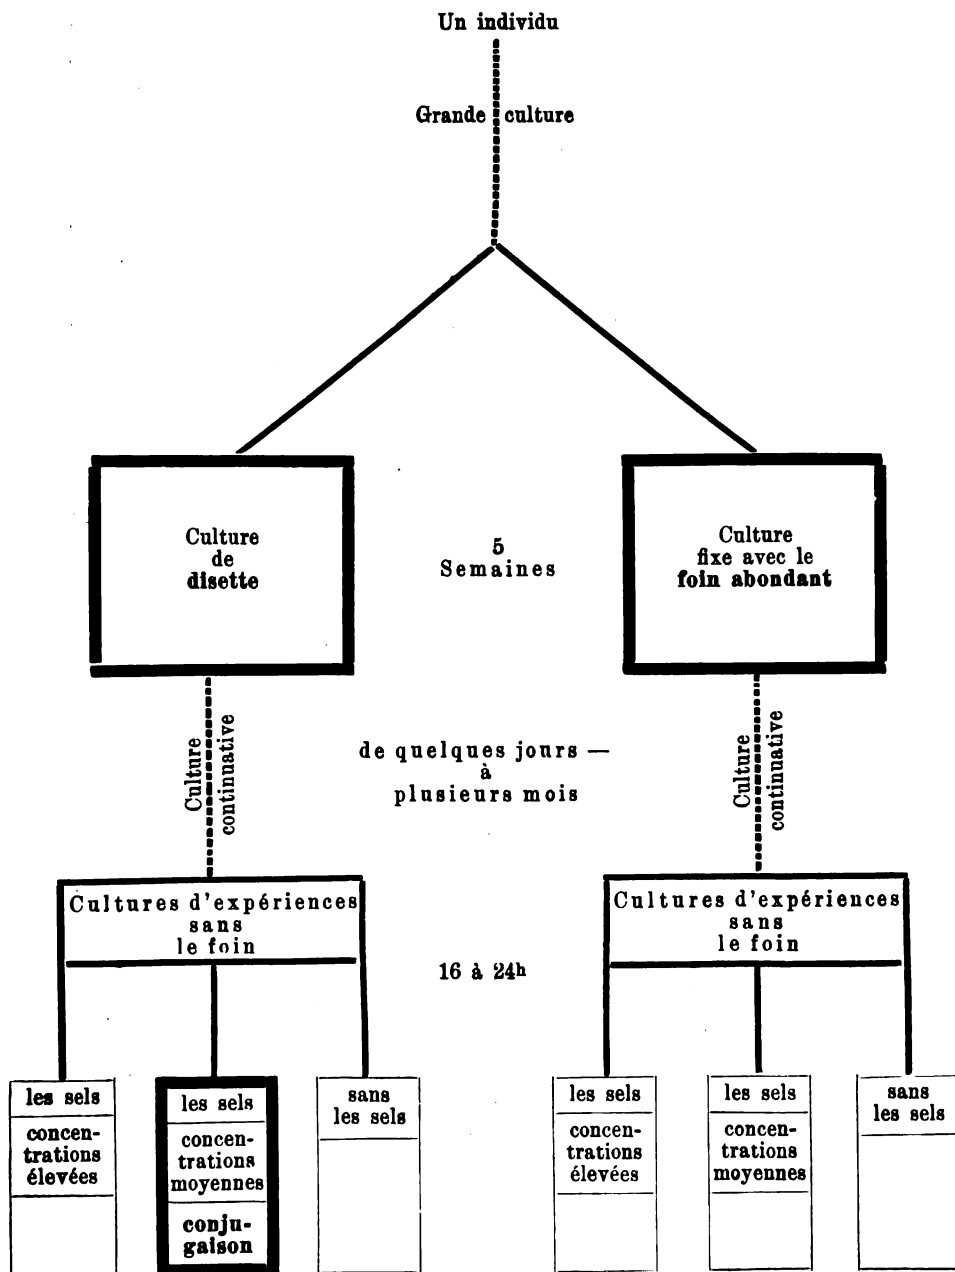 Un individu
Grande culture
Culture
de
disette
5
Semaines
Culture
fixe avec le
foin abondant
Culture
continuative
de quelques jours —
à
plusieurs mois
Culture
continuative
Cultures d'expériences
sans
le foin
16 à 24h
Cultures d'expériences
sans
le foin
les sels
concen-
trations
élevées
les sels
concen-
trations
moyennes
conju-
gaison
sans
les sels
les sels
concen-
trations
élevées
les sels
concen-
trations
moyennes
sans
les sels